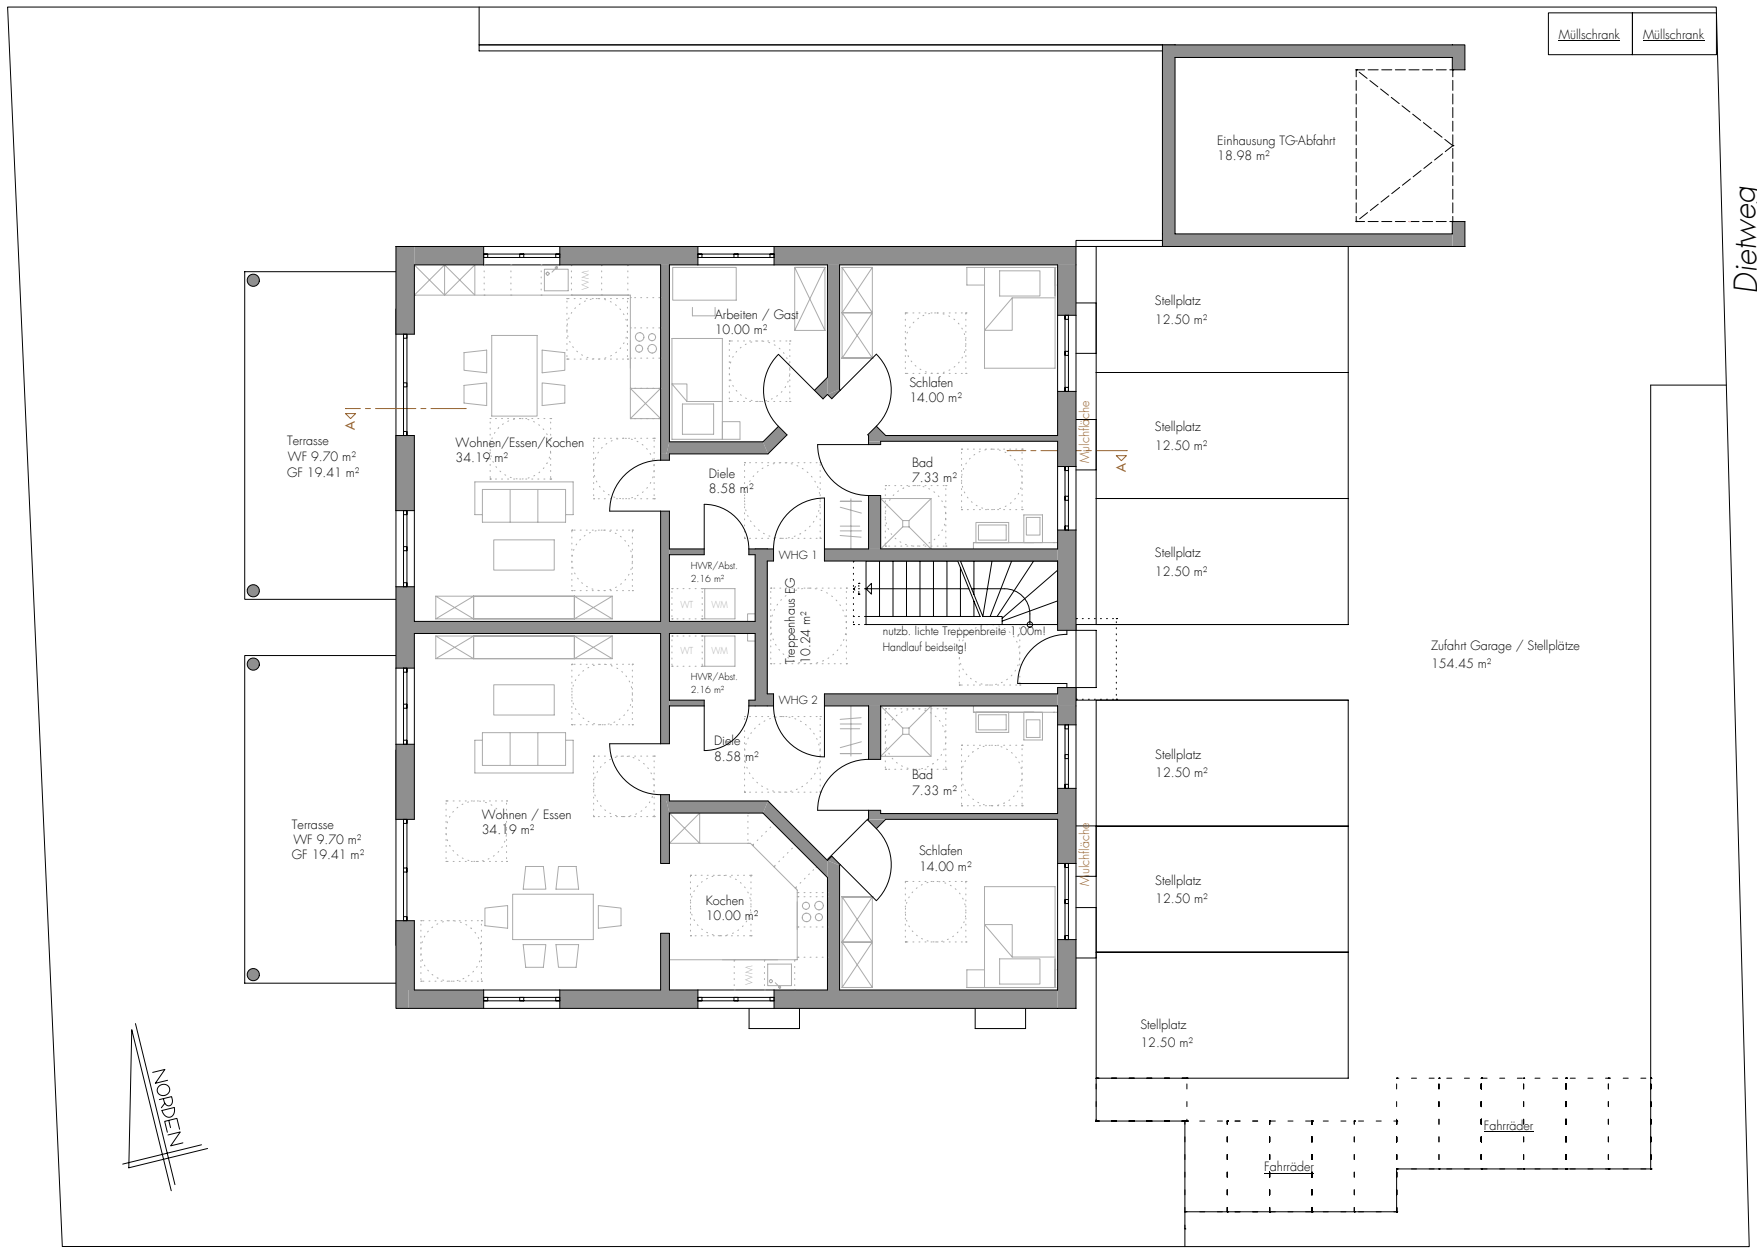 Müllschrank
Müllschrank
Einhausung TG-Abfahrt
18.98 m²
Dietweg
WM
Arbeiten / Gast
10.00 m²
Schlafen
14.00 m²
Stellplatz
12.50 m²
Stellplatz
12.50 m²
Stellplatz
12.50 m²
Mulchfläche
A
A
Terrasse
WF 9.70 m²
GF 19.41 m²
Wohnen/Essen/Kochen
34.19 m²
Diele
8.58 m²
Bad
7.33 m²
WHG 1
HWR/Abst.
2.16 m²
WT
WM
Treppenhaus EG
10.24 m²
nutzb. lichte Treppenbreite 1,00m!
Handlauf beidseitg!
Zufahrt Garage / Stellplätze
154.45 m²
WT
WM
HWR/Abst.
2.16 m²
WHG 2
Diele
8.58 m²
Bad
7.33 m²
Stellplatz
12.50 m²
Stellplatz
12.50 m²
Stellplatz
12.50 m²
Mulchfläche
Terrasse
WF 9.70 m²
GF 19.41 m²
Wohnen / Essen
34.19 m²
Schlafen
14.00 m²
Kochen
10.00 m²
WM
NORDEN
Fahrräder
Fahrräder